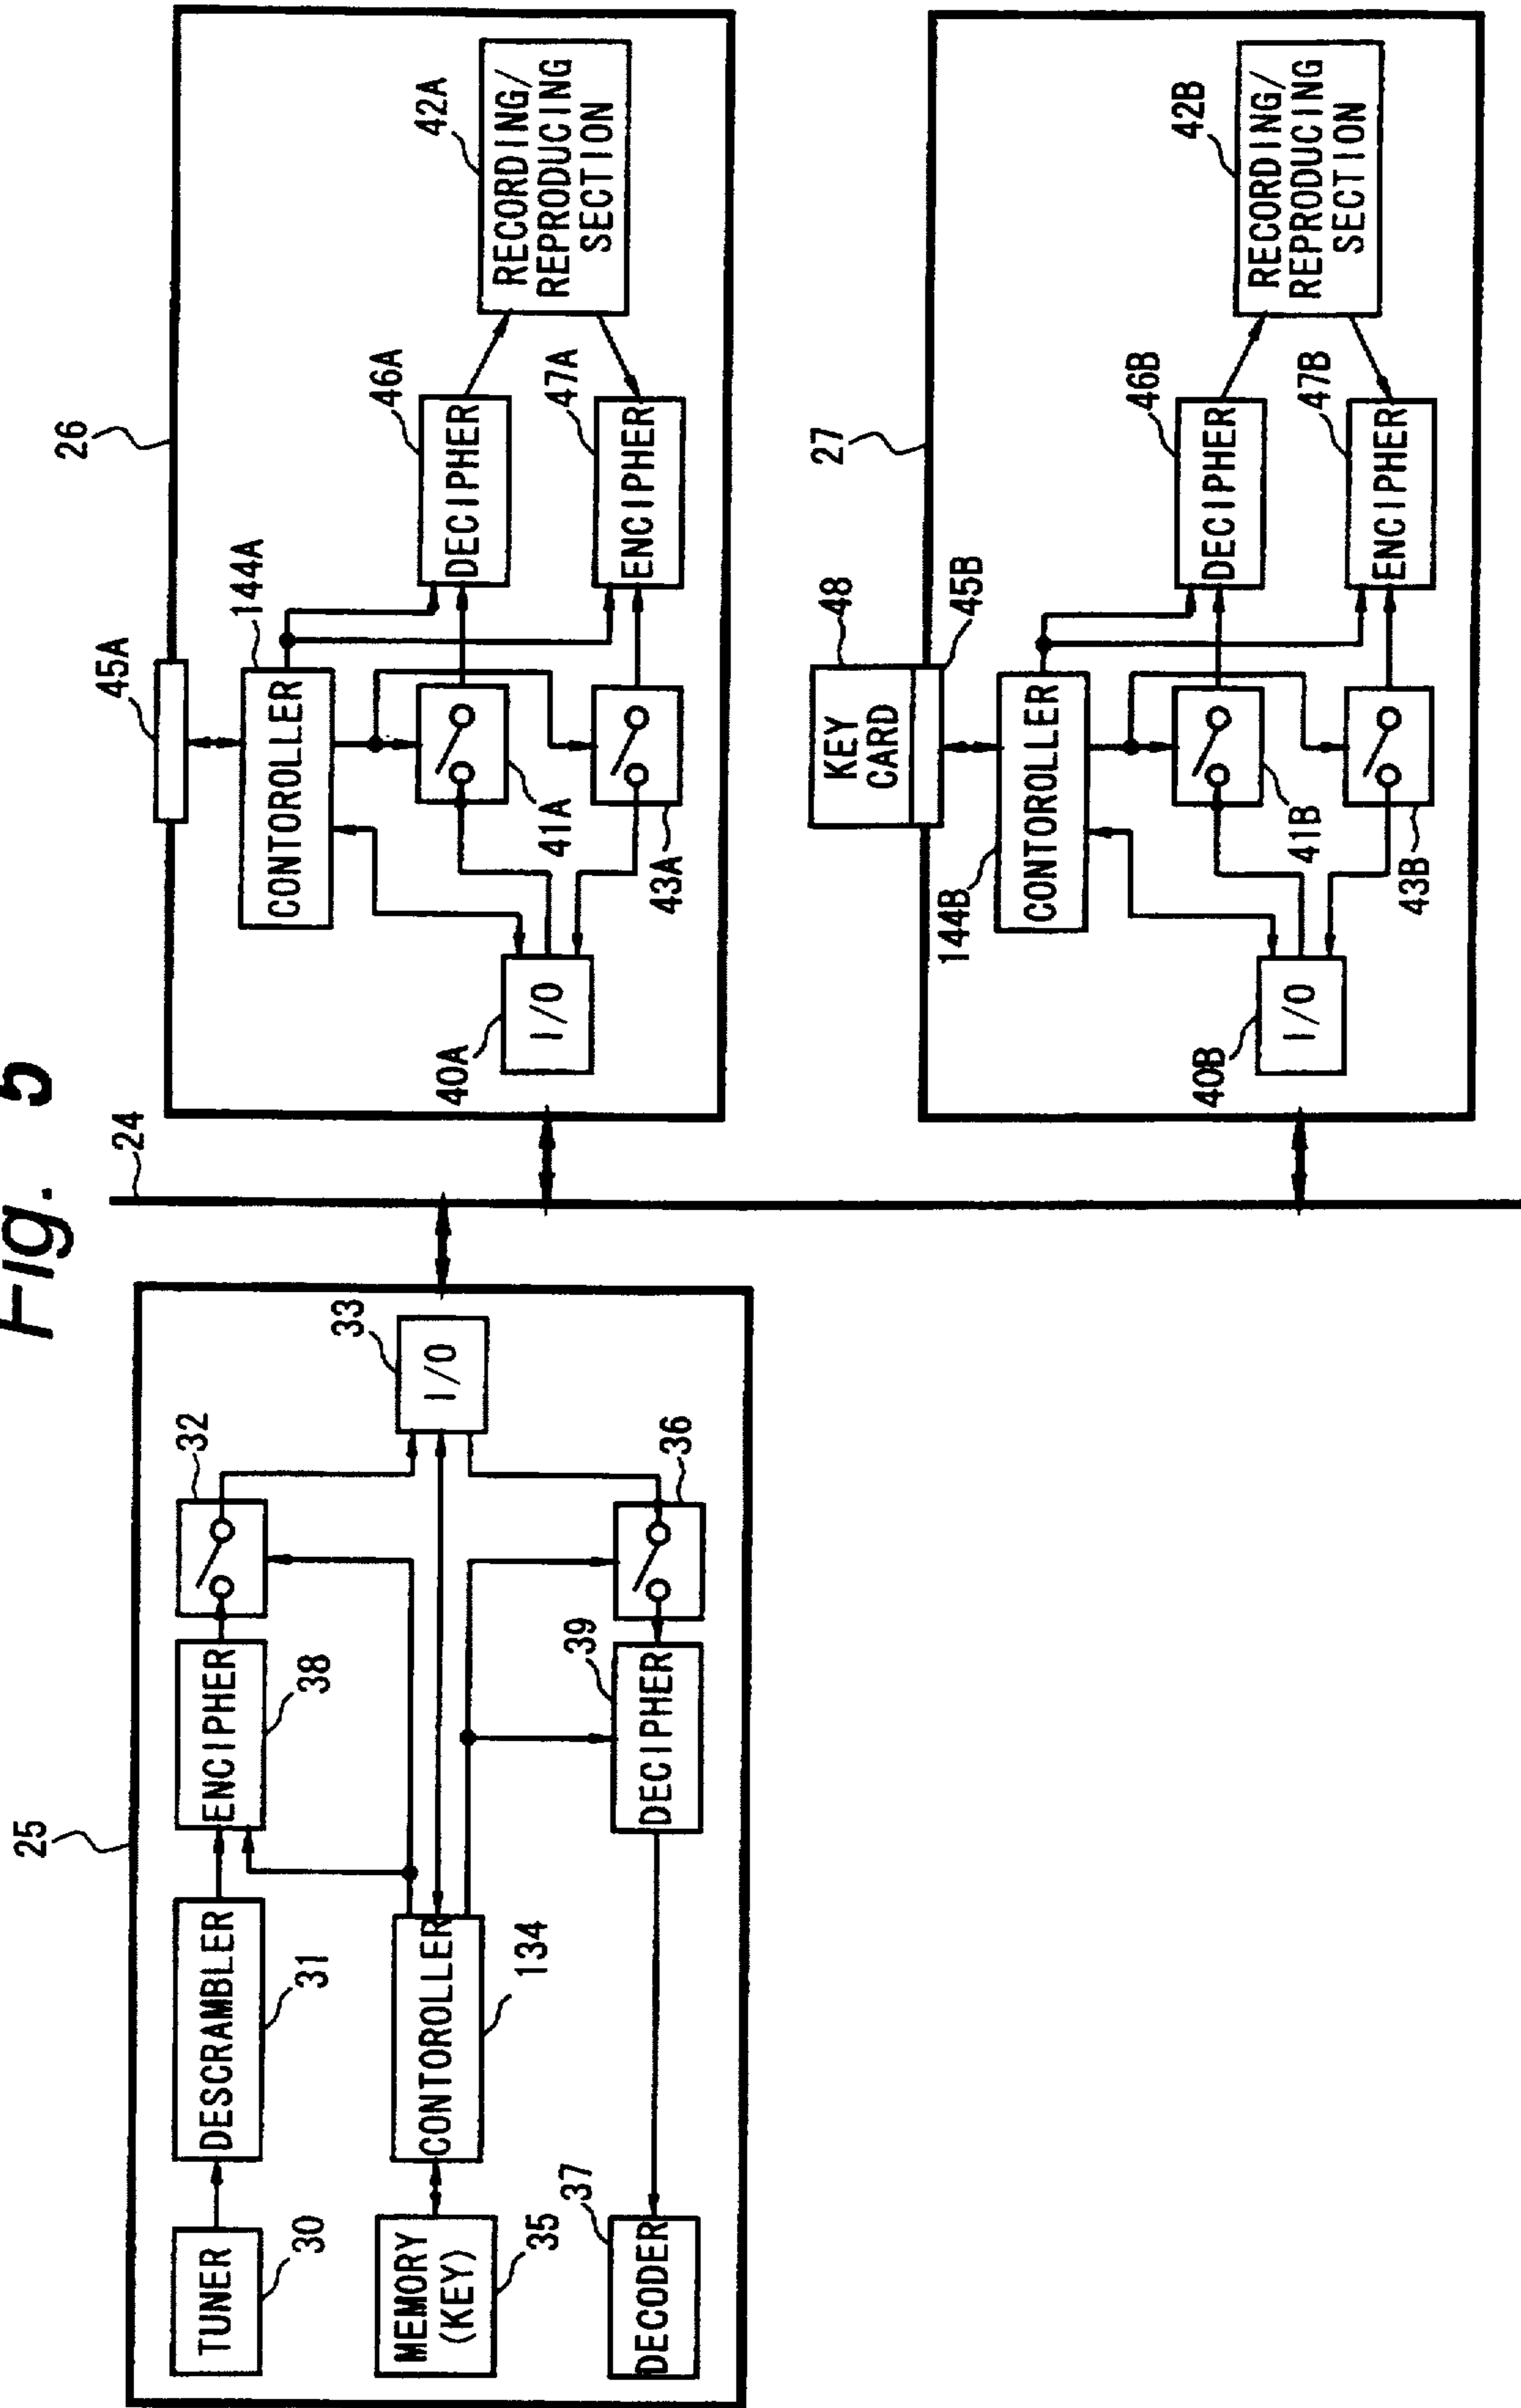 Fig. 5
25
TUNER
30
DESCRAMBLER
31
ENCIPHER
38
32
MEMORY
(KEY)
35
CONTOROLLER
134
I/O
33
DECODER
37
DECIPHER
39
36
24
26
45A
CONTOROLLER
144A
I/O
40A
41A
43A
DECIPHER
46A
ENCIPHER
47A
RECORDING/
REPRODUCING
SECTION
42A
27
KEY
CARD
48
45B
CONTOROLLER
144B
I/O
40B
41B
43B
DECIPHER
46B
ENCIPHER
47B
RECORDING/
REPRODUCING
SECTION
42B